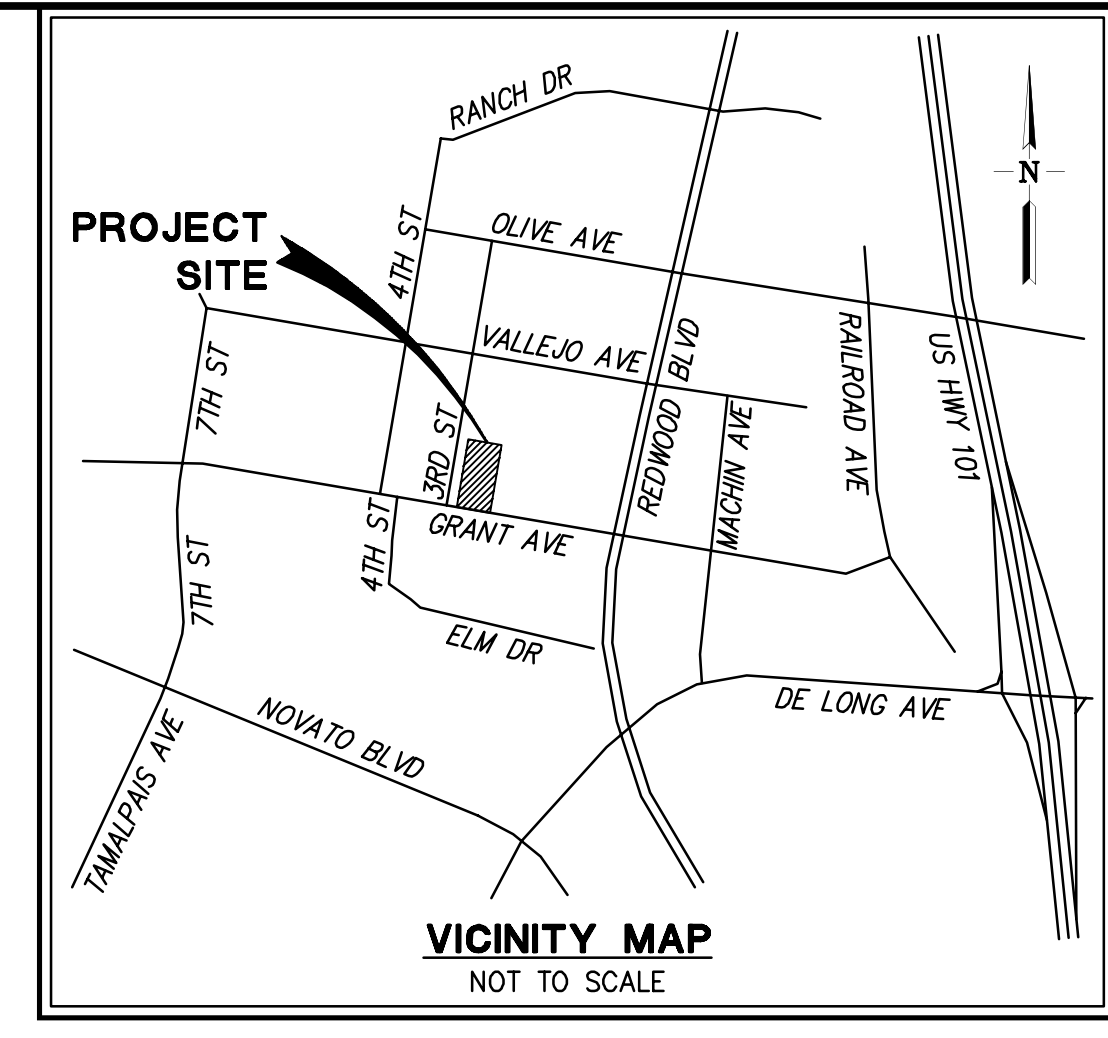 RANCH DR
N
PROJECT
SITE
4TH ST
OLIVE AVE
VALLEJO AVE
REDWOOD BLVD
RAILROAD AVE
US HWY 101
7TH ST
3RD ST
MACHIN AVE
GRANT AVE
4TH ST
7TH ST
ELM DR
DE LONG AVE
NOVATO BLVD
TAMALPAIS AVE
VICINITY MAP
NOT TO SCALE